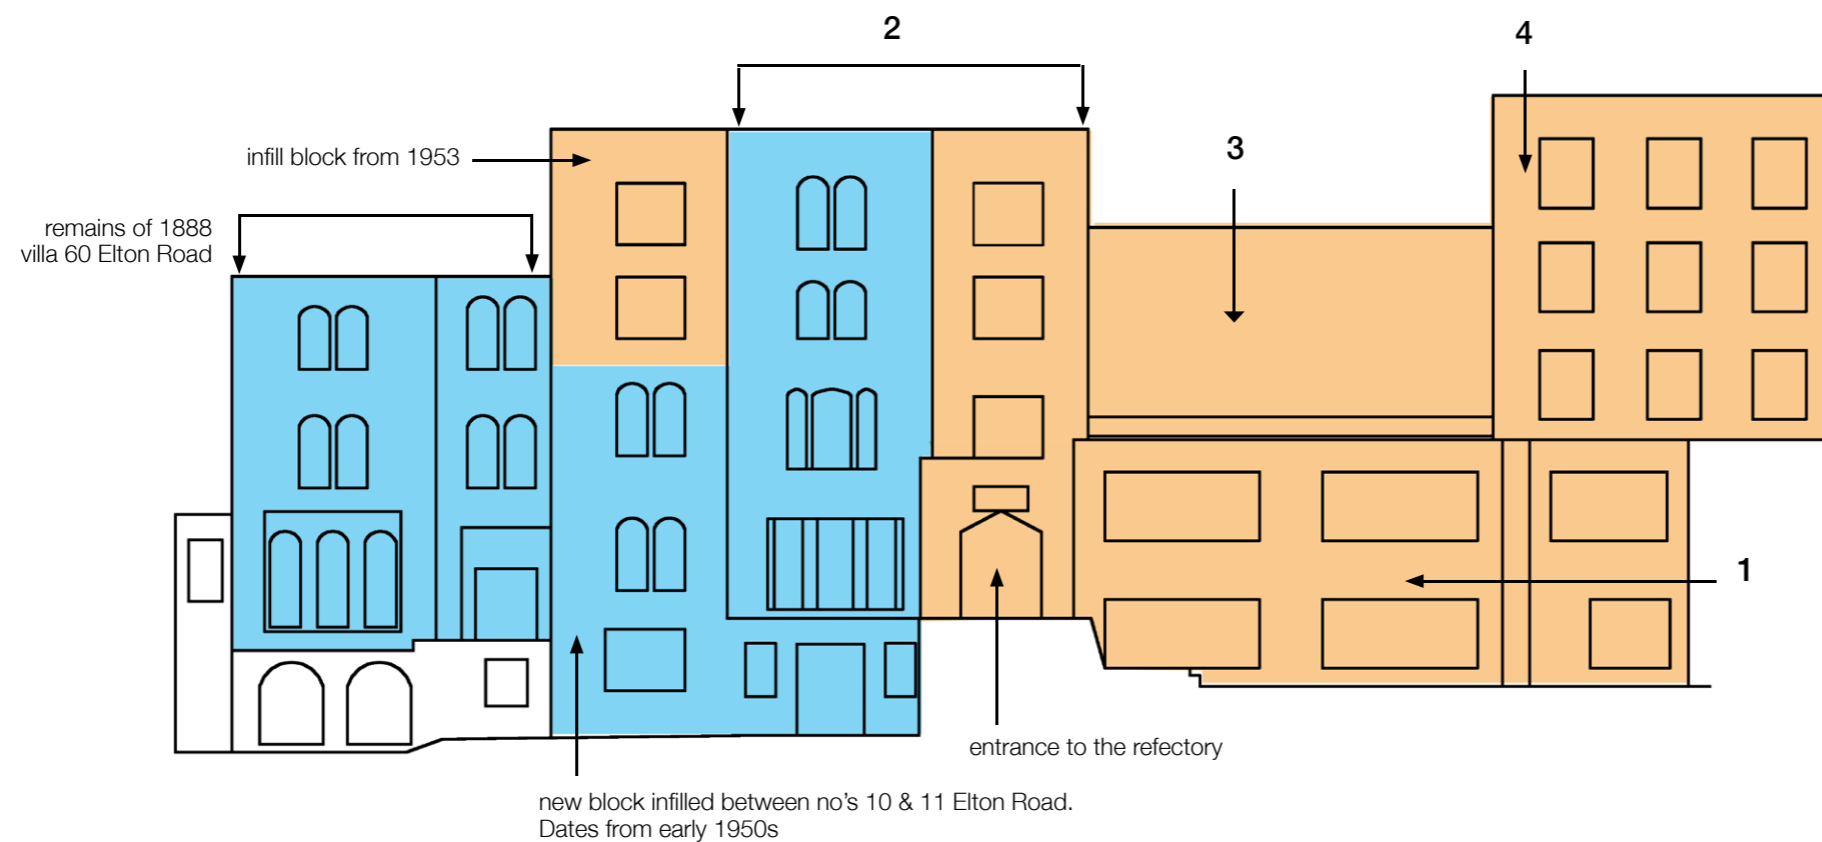 2
4
infill block from 1953
3
remains of 1888
villa 60 Elton Road
1
entrance to the refectory
new block infilled between no’s 10 & 11 Elton Road.
Dates from early 1950s